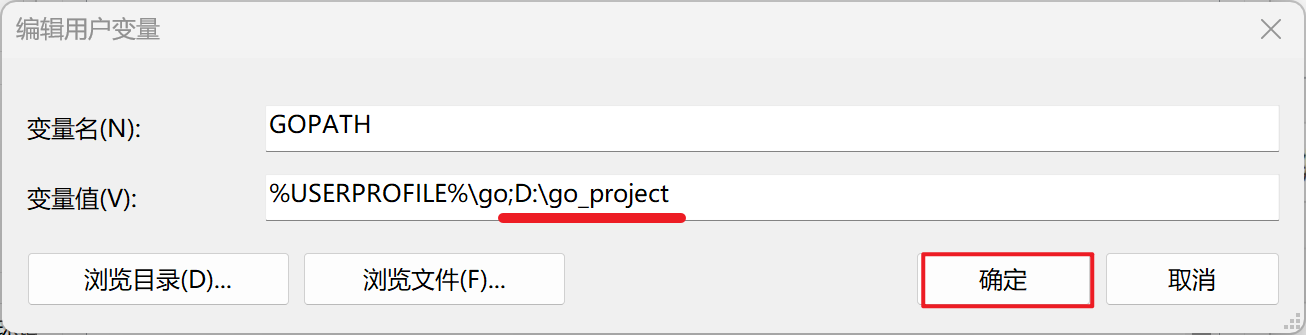 编辑用户变量
变量名(N):
GOPATH
变量值(V):
%USERPROFILE%\go;D:\go_project
浏览目录(D)...
浏览文件(F)...
确定
取消